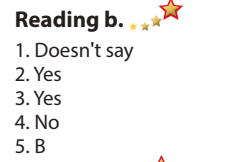 Reading b.
1. Doesn't say
2. Yes
3. Yes
4. No
5. B